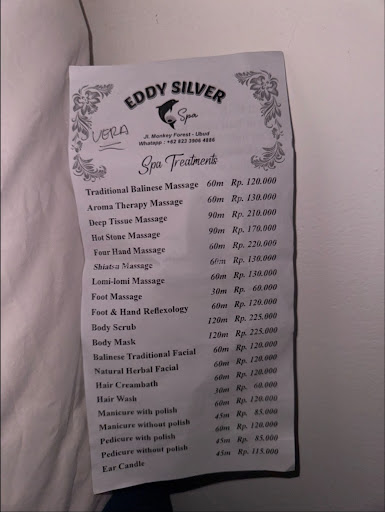 EDDY SILVER
Spa
VERA
Jl. Monkey Forest - Ubud
Whatapp : +62 823 3906 4886
Spa Treatments
Traditional Balinese Massage 60m Rp. 120.000
Aroma Therapy Massage 60m Rp. 130.000
Deep Tissue Massage 90m Rp. 210.000
Hot Stone Massage 90m Rp. 170.000
Four Hand Massage 60m Rp. 220.000
Shiatsa Massage 60m Rp. 130.000
Lomi-lomi Massage 60m Rp. 130.000
Foot Massage 30m Rp. 60.000
Foot & Hand Reflexology 60m Rp. 120.000
Body Scrub 120m Rp. 225.000
Body Mask 120m Rp. 225.000
Balinese Traditional Facial 60m Rp. 120.000
Natural Herbal Facial 60m Rp. 120.000
Hair Creambath 60m Rp. 120.000
Hair Wash 30m Rp. 60.000
Manicure with polish 60m Rp. 120.000
Manicure without polish 45m Rp. 85.000
Pedicure with polish 60m Rp. 120.000
Pedicure without polish 45m Rp. 85.000
Ear Candle 45m Rp. 115.000